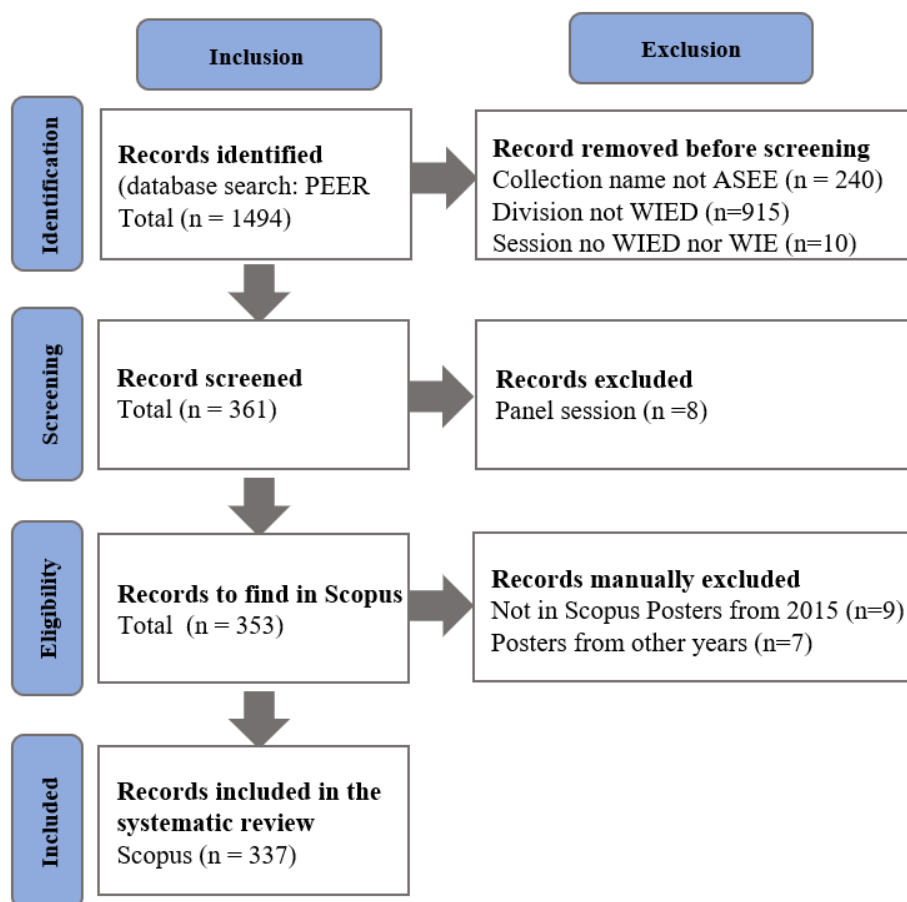 Inclusion
Exclusion
Identification
Records identified
(database search: PEER
Total (n = 1494)
Record removed before screening
Collection name not ASEE (n = 240)
Division not WIED (n=915)
Session no WIED nor WIE (n=10)
Screening
Record screened
Total (n = 361)
Records excluded
Panel session (n =8)
Eligibility
Records to find in Scopus
Total (n = 353)
Records manually excluded
Not in Scopus Posters from 2015 (n=9)
Posters from other years (n=7)
Included
Records included in the
systematic review
Scopus (n = 337)